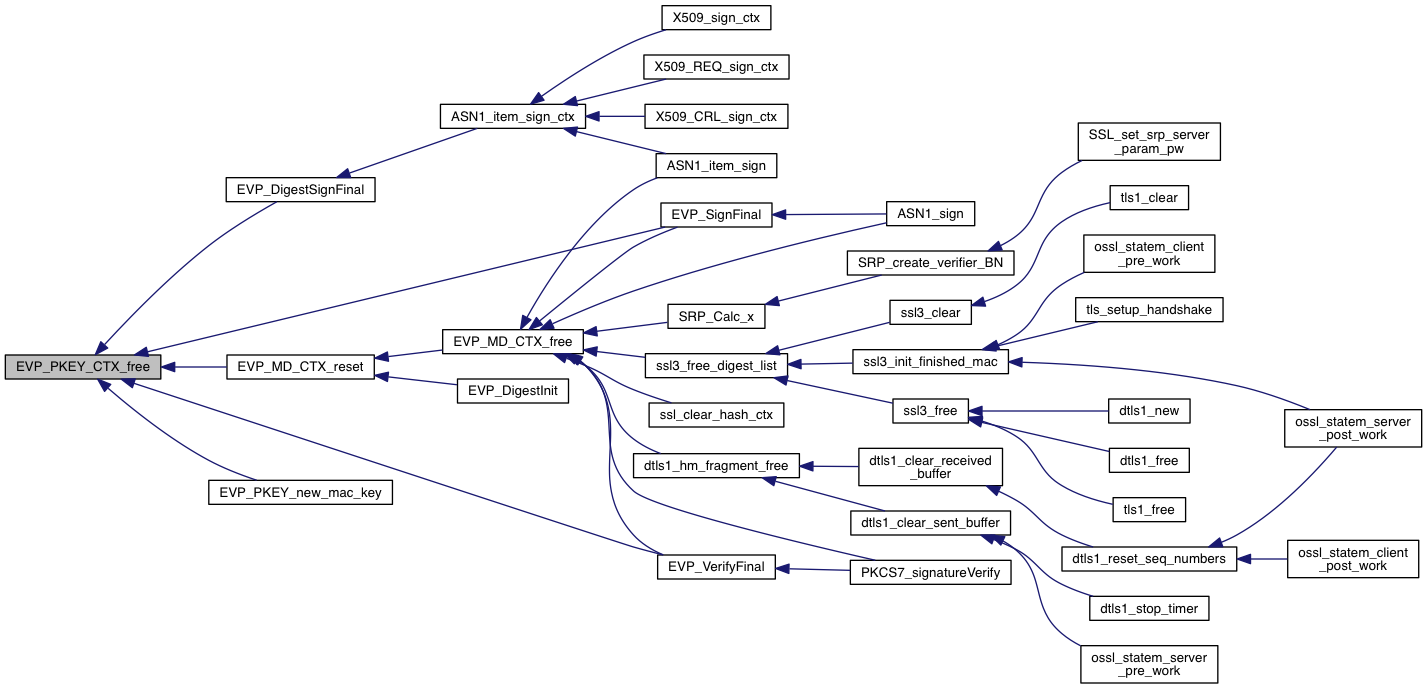 X509_sign_ctx
X509_REQ_sign_ctx
ASN1_item_sign_ctx
X509_CRL_sign_ctx
SSL_set_srp_server
_param_pw
ASN1_item_sign
EVP_DigestSignFinal
tls1_clear
EVP_SignFinal
ASN1_sign
ossl_statem_client
_pre_work
SRP_create_verifier_BN
SRP_Calc_x
ssl3_clear
tls_setup_handshake
EVP_MD_CTX_free
EVP_PKEY_CTX_free
EVP_MD_CTX_reset
ssl3_free_digest_list
ssl3_init_finished_mac
EVP_DigestInit
ssl_clear_hash_ctx
ssl3_free
dtls1_new
ossl_statem_server
_post_work
dtls1_hm_fragment_free
dtls1_clear_received
_buffer
dtls1_free
EVP_PKEY_new_mac_key
tls1_free
dtls1_clear_sent_buffer
dtls1_reset_seq_numbers
ossl_statem_client
_post_work
EVP_VerifyFinal
PKCS7_signatureVerify
dtls1_stop_timer
ossl_statem_server
_pre_work